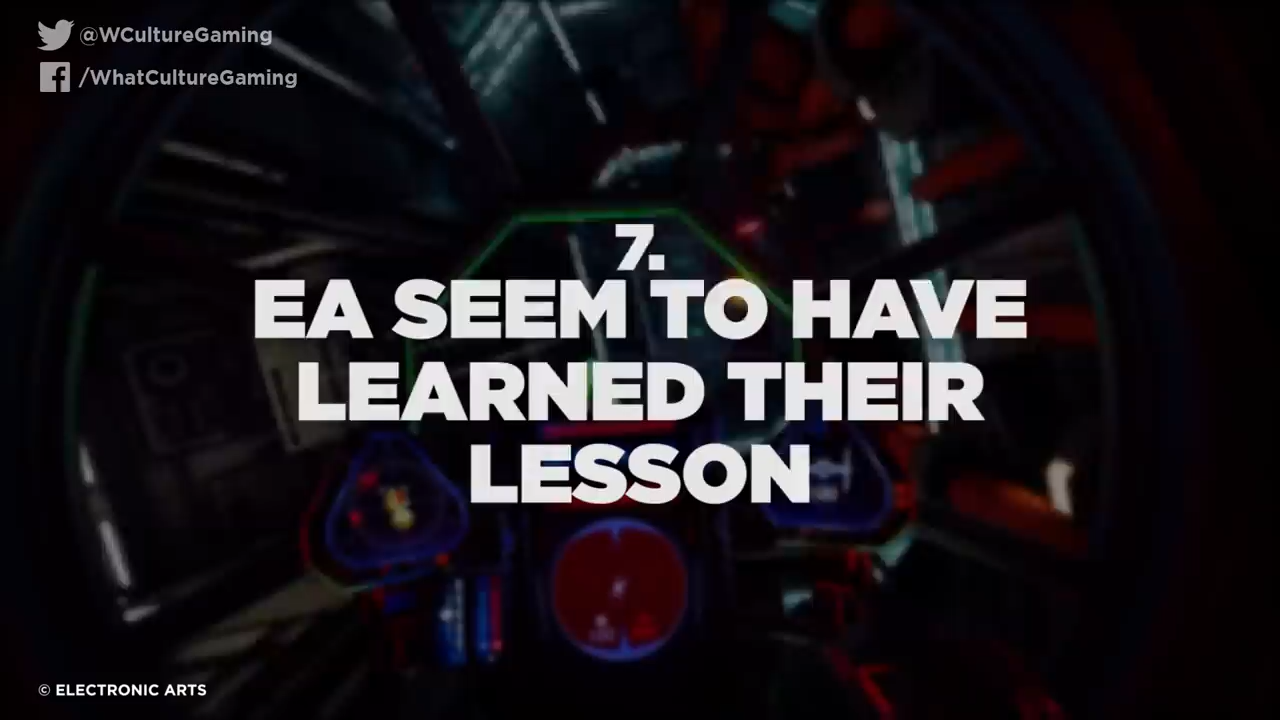 @WCultureGaming
/WhatCultureGaming
7.
EA SEEM TO HAVE
LEARNED THEIR
LESSON
© ELECTRONIC ARTS